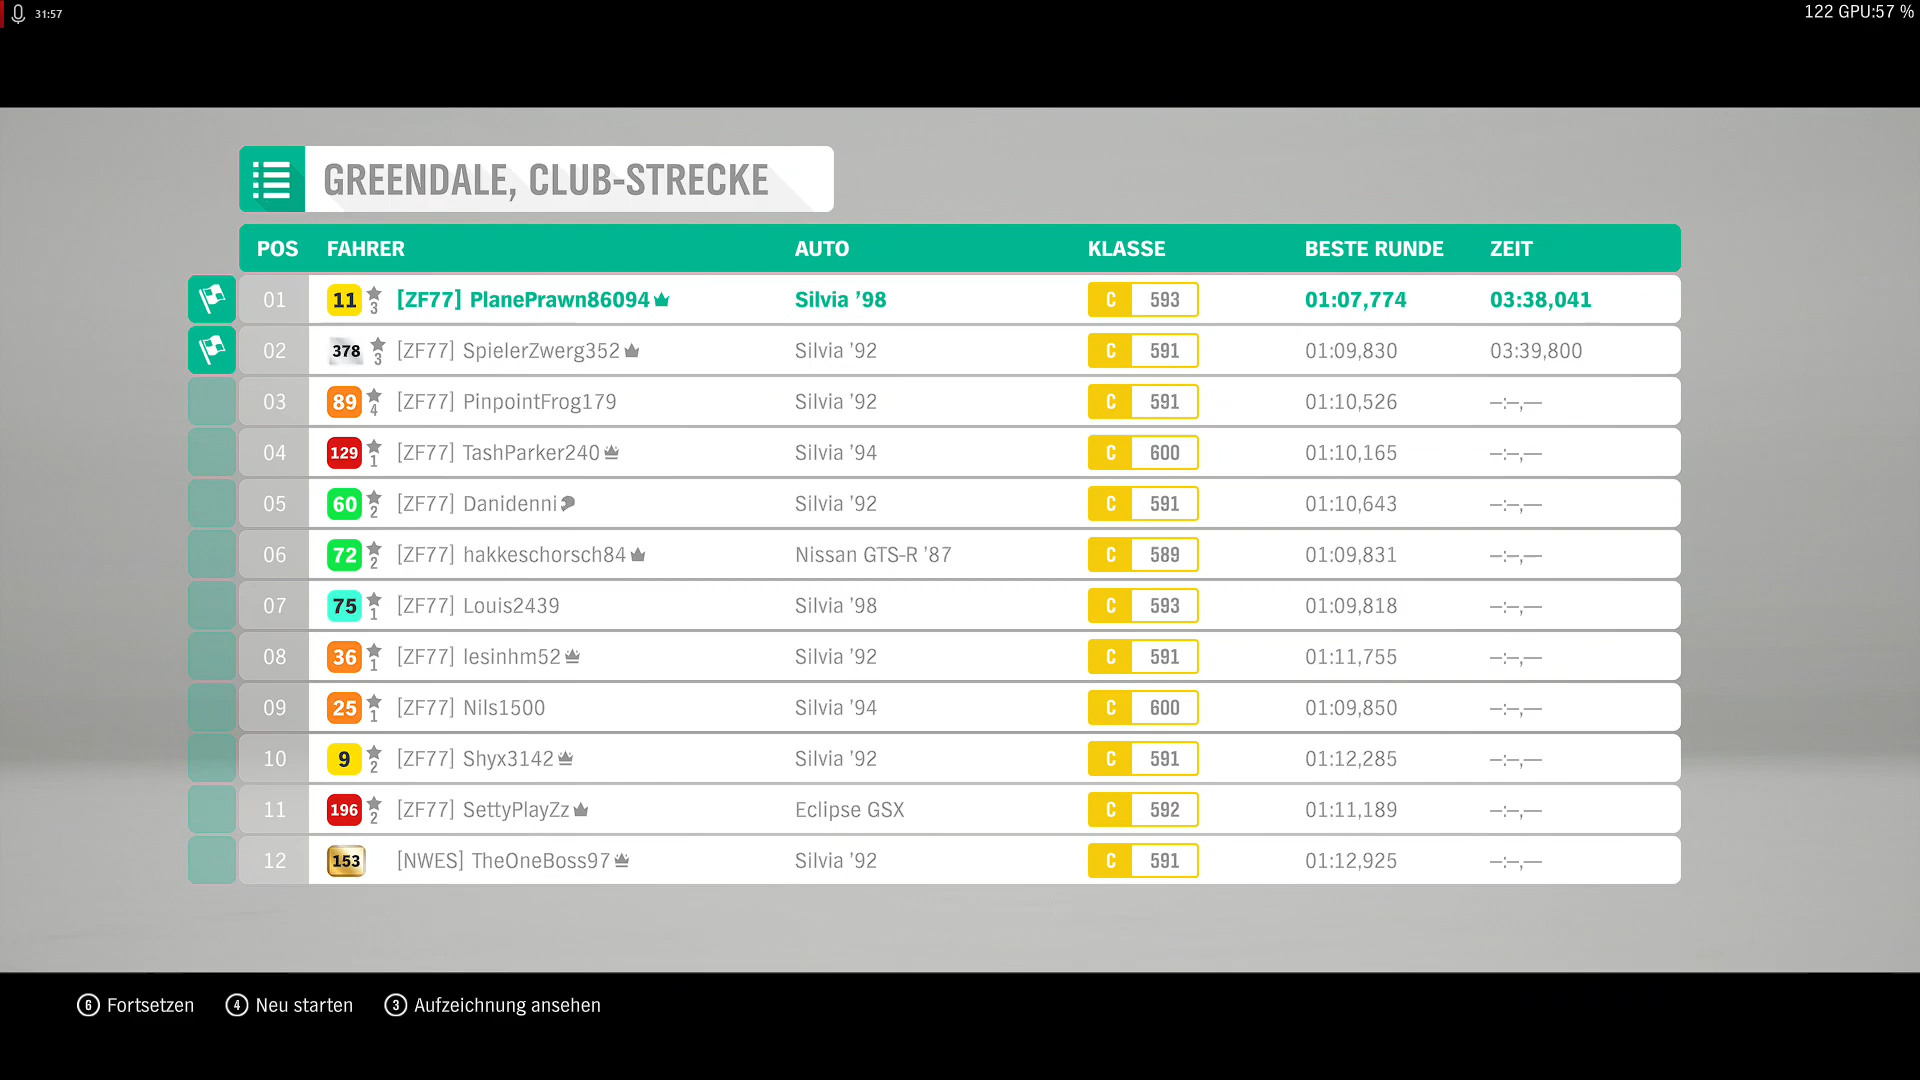 31:57
122 GPU:57 %
GREENDALE, CLUB-STRECKE
POS FAHRER AUTO KLASSE BESTE RUNDE ZEIT
01 11 3 [ZF77] PlanePrawn86094 Silvia ’98 C 593 01:07,774 03:38,041
02 378 3 [ZF77] SpielerZwerg352 Silvia ’92 C 591 01:09,830 03:39,800
03 89 4 [ZF77] PinpointFrog179 Silvia ’92 C 591 01:10,526 –:–,—
04 129 1 [ZF77] TashParker240 Silvia ’94 C 600 01:10,165 –:–,—
05 60 2 [ZF77] Danidenni Silvia ’92 C 591 01:10,643 –:–,—
06 72 2 [ZF77] hakkeschorsch84 Nissan GTS-R ’87 C 589 01:09,831 –:–,—
07 75 1 [ZF77] Louis2439 Silvia ’98 C 593 01:09,818 –:–,—
08 36 1 [ZF77] lesinhm52 Silvia ’92 C 591 01:11,755 –:–,—
09 25 1 [ZF77] Nils1500 Silvia ’94 C 600 01:09,850 –:–,—
10 9 2 [ZF77] Shyx3142 Silvia ’92 C 591 01:12,285 –:–,—
11 196 2 [ZF77] SettyPlayZz Eclipse GSX C 592 01:11,189 –:–,—
12 153 [NWES] TheOneBoss97 Silvia ’92 C 591 01:12,925 –:–,—
6 Fortsetzen 4 Neu starten 3 Aufzeichnung ansehen